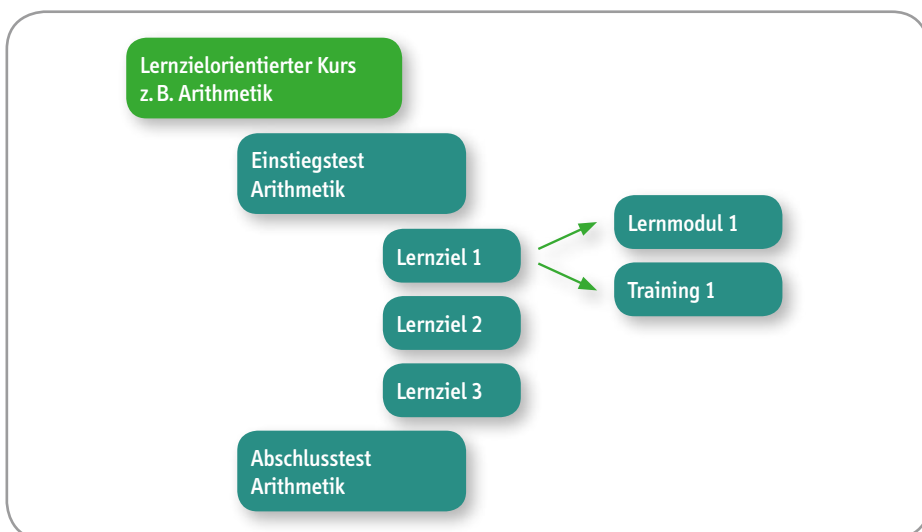 Lernzielorientierter Kurs
z. B. Arithmetik
Einstiegstest
Arithmetik
Lernziel 1
Lernmodul 1
Training 1
Lernziel 2
Lernziel 3
Abschlusstest
Arithmetik